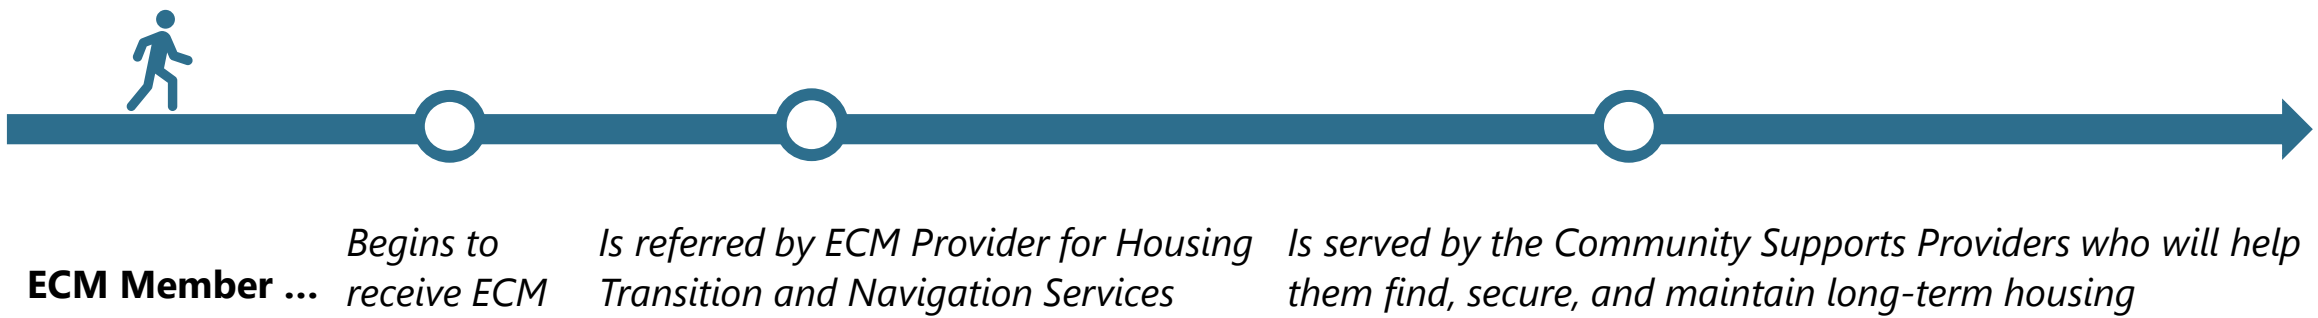 ECM Member ...
Begins to
receive ECM
Is referred by ECM Provider for Housing
Transition and Navigation Services
Is served by the Community Supports Providers who will help
them find, secure, and maintain long-term housing